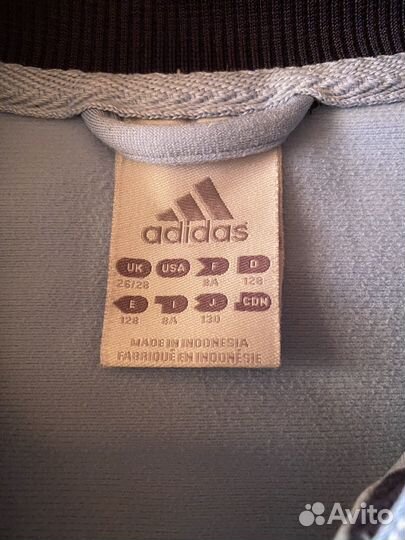 adidas
UK USA F D
26/28 8A 128
E I J CDN
128 8A 130
MADE IN INDONESIA
FABRIQUÉ EN INDONÉSIE
Avito